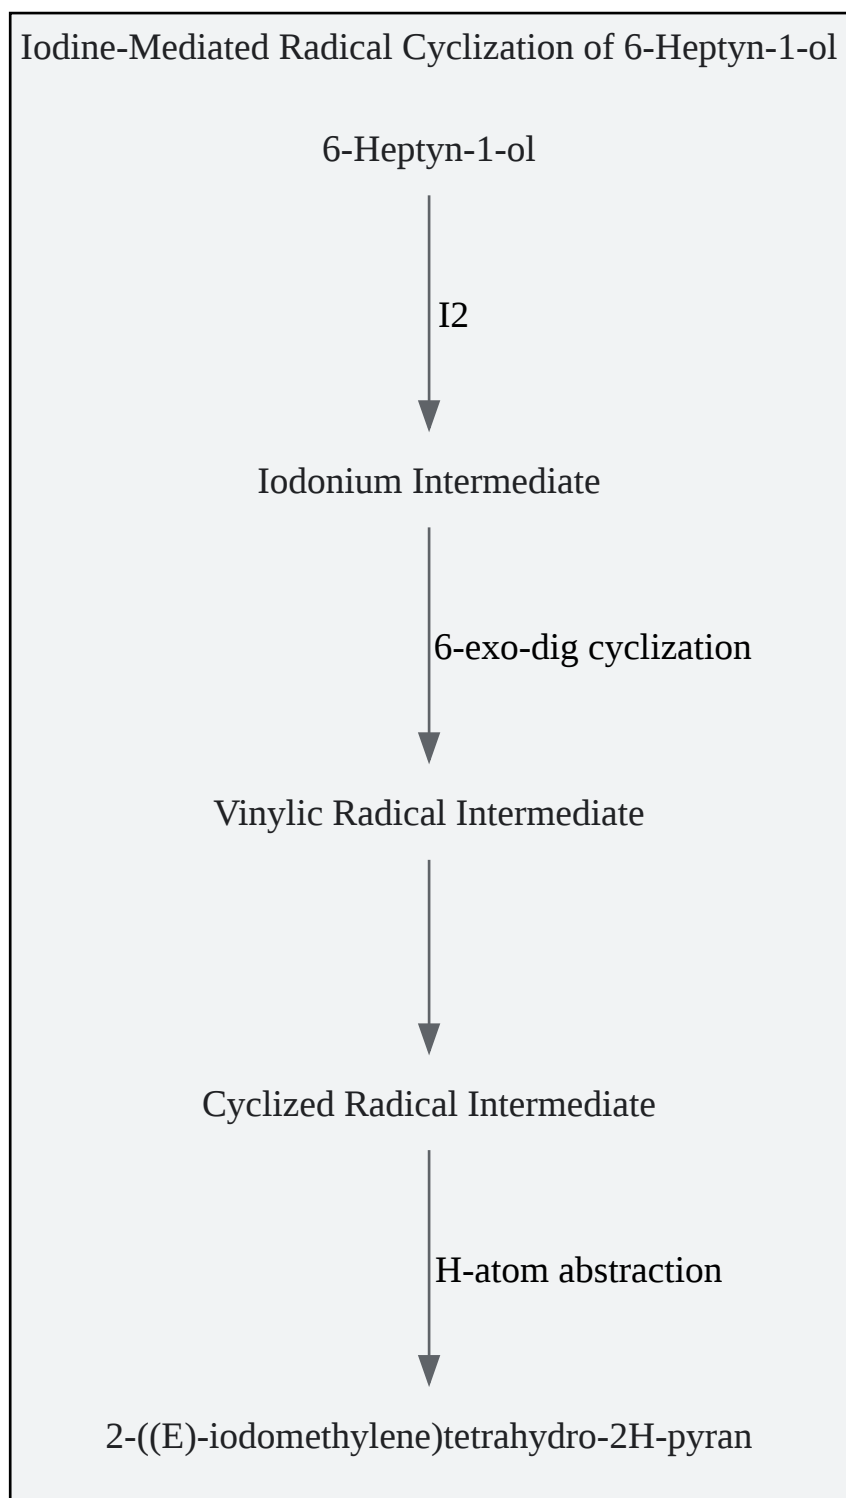 Iodine-Mediated Radical Cyclization of 6-Heptyn-1-ol
6-Heptyn-1-ol
I2
Iodonium Intermediate
6-exo-dig cyclization
Vinylic Radical Intermediate
Cyclized Radical Intermediate
H-atom abstraction
2-((E)-iodomethylene)tetrahydro-2H-pyran